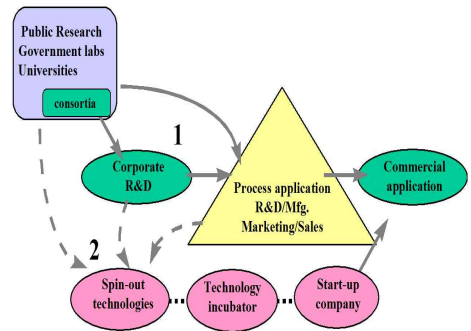 Public Research
Government labs
Universities
consortia
1
Corporate
R&D
Process application
R&D/Mfg.
Marketing/Sales
Commercial
application
2
Spin-out
technologies
Technology
incubator
Start-up
company